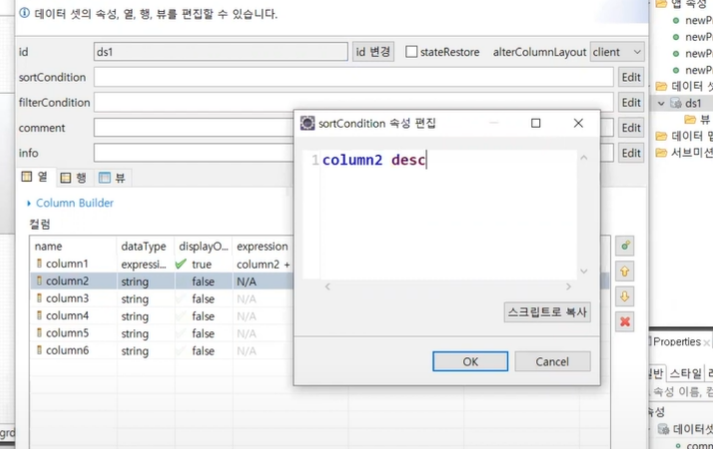 데이터 셋의 속성, 열, 행, 뷰를 편집할 수 있습니다.
id ds1 id 변경 stateRestore alterColumnLayout client
sortCondition Edit
filterCondition Edit
comment Edit
info Edit
열 행 뷰
Column Builder
컬럼
name dataType displayO... expression
column1 expressi... true column2 +
column2 string false N/A
column3 string false N/A
column4 string false N/A
column5 string false N/A
column6 string false N/A
sortCondition 속성 편집
1 column2 desc
스크립트로 복사
OK Cancel
앱 속성
newP
newP
newP
newP
데이터 셋
ds1
뷰
데이터 맵
서브미션
Properties
일반 스타일
속성 이름, 컴
속성
데이터셋
comm
grd